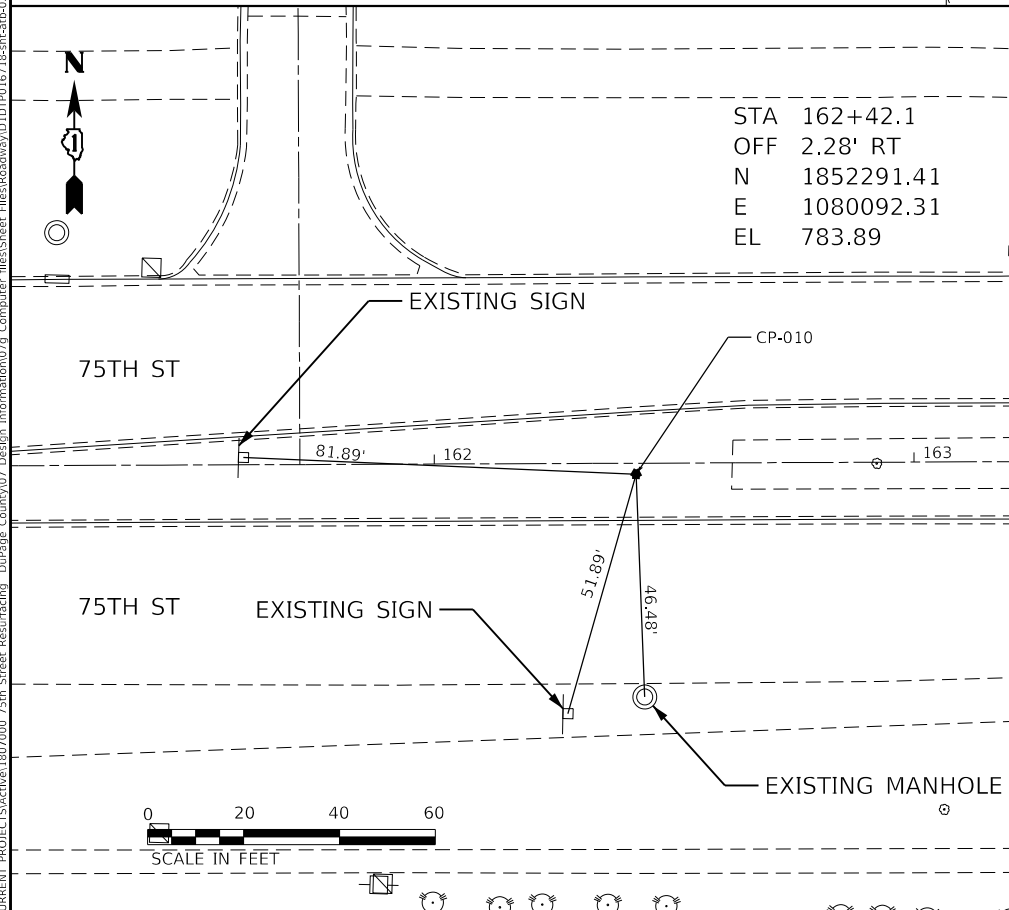 N
1
STA 162+42.1
OFF 2.28' RT
N 1852291.41
E 1080092.31
EL 783.89
EXISTING SIGN
CP-010
75TH ST
81.89'
162
163
51.89'
46.48'
75TH ST
EXISTING SIGN
EXISTING MANHOLE
0 20 40 60
SCALE IN FEET